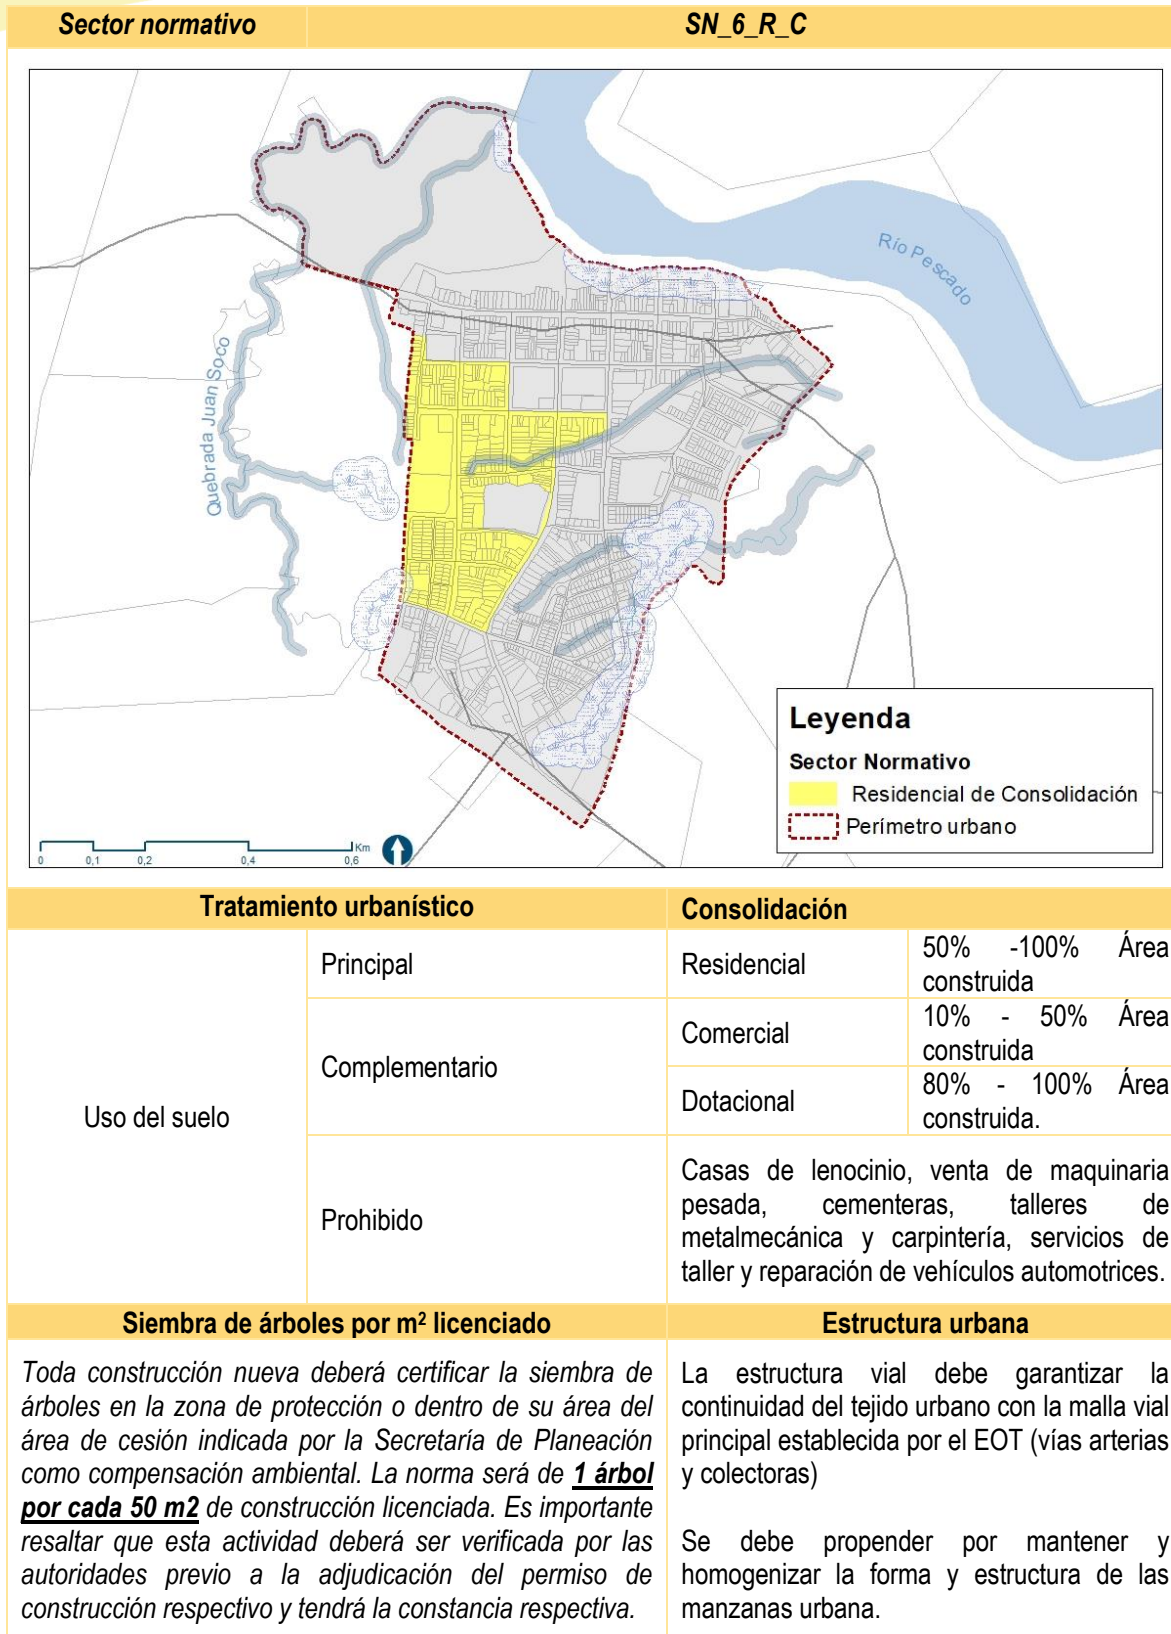 Sector normativo
SN_6_R_C
Río Pescado
Quebrada Juan Soco
Leyenda
Sector Normativo
Residencial de Consolidación
Perímetro urbano
0 0,1 0,2 0,4 0,6 Km
Tratamiento urbanístico
Consolidación
Uso del suelo
Principal
Residencial
50% -100% Área
construida
Complementario
Comercial
10% - 50% Área
construida
Dotacional
80% - 100% Área
construida.
Prohibido
Casas de lenocinio, venta de maquinaria
pesada, cementeras, talleres de
metalmecánica y carpintería, servicios de
taller y reparación de vehículos automotrices.
Siembra de árboles por m² licenciado
Toda construcción nueva deberá certificar la siembra de
árboles en la zona de protección o dentro de su área del
área de cesión indicada por la Secretaría de Planeación
como compensación ambiental. La norma será de 1 árbol
por cada 50 m2 de construcción licenciada. Es importante
resaltar que esta actividad deberá ser verificada por las
autoridades previo a la adjudicación del permiso de
construcción respectivo y tendrá la constancia respectiva.
Estructura urbana
La estructura vial debe garantizar la
continuidad del tejido urbano con la malla vial
principal establecida por el EOT (vías arterias
y colectoras)
Se debe propender por mantener y
homogenizar la forma y estructura de las
manzanas urbana.